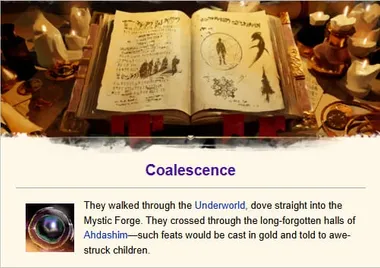 Coalescence
They walked through the Underworld, dove straight into the
Mystic Forge. They crossed through the long-forgotten halls of
Ahdashim—such feats would be cast in gold and told to awe-
struck children.